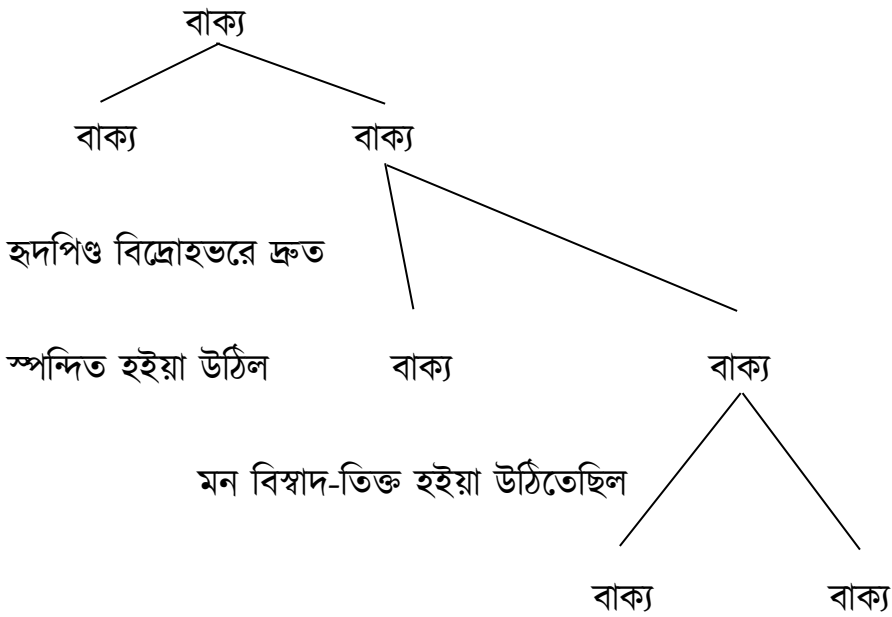 বাক্য
বাক্য বাক্য
হৃদপিণ্ড বিদ্রোহভরে দ্রুত
স্পন্দিত হইয়া উঠিল বাক্য বাক্য
মন বিস্বাদ-তিক্ত হইয়া উঠিতেছিল
বাক্য বাক্য